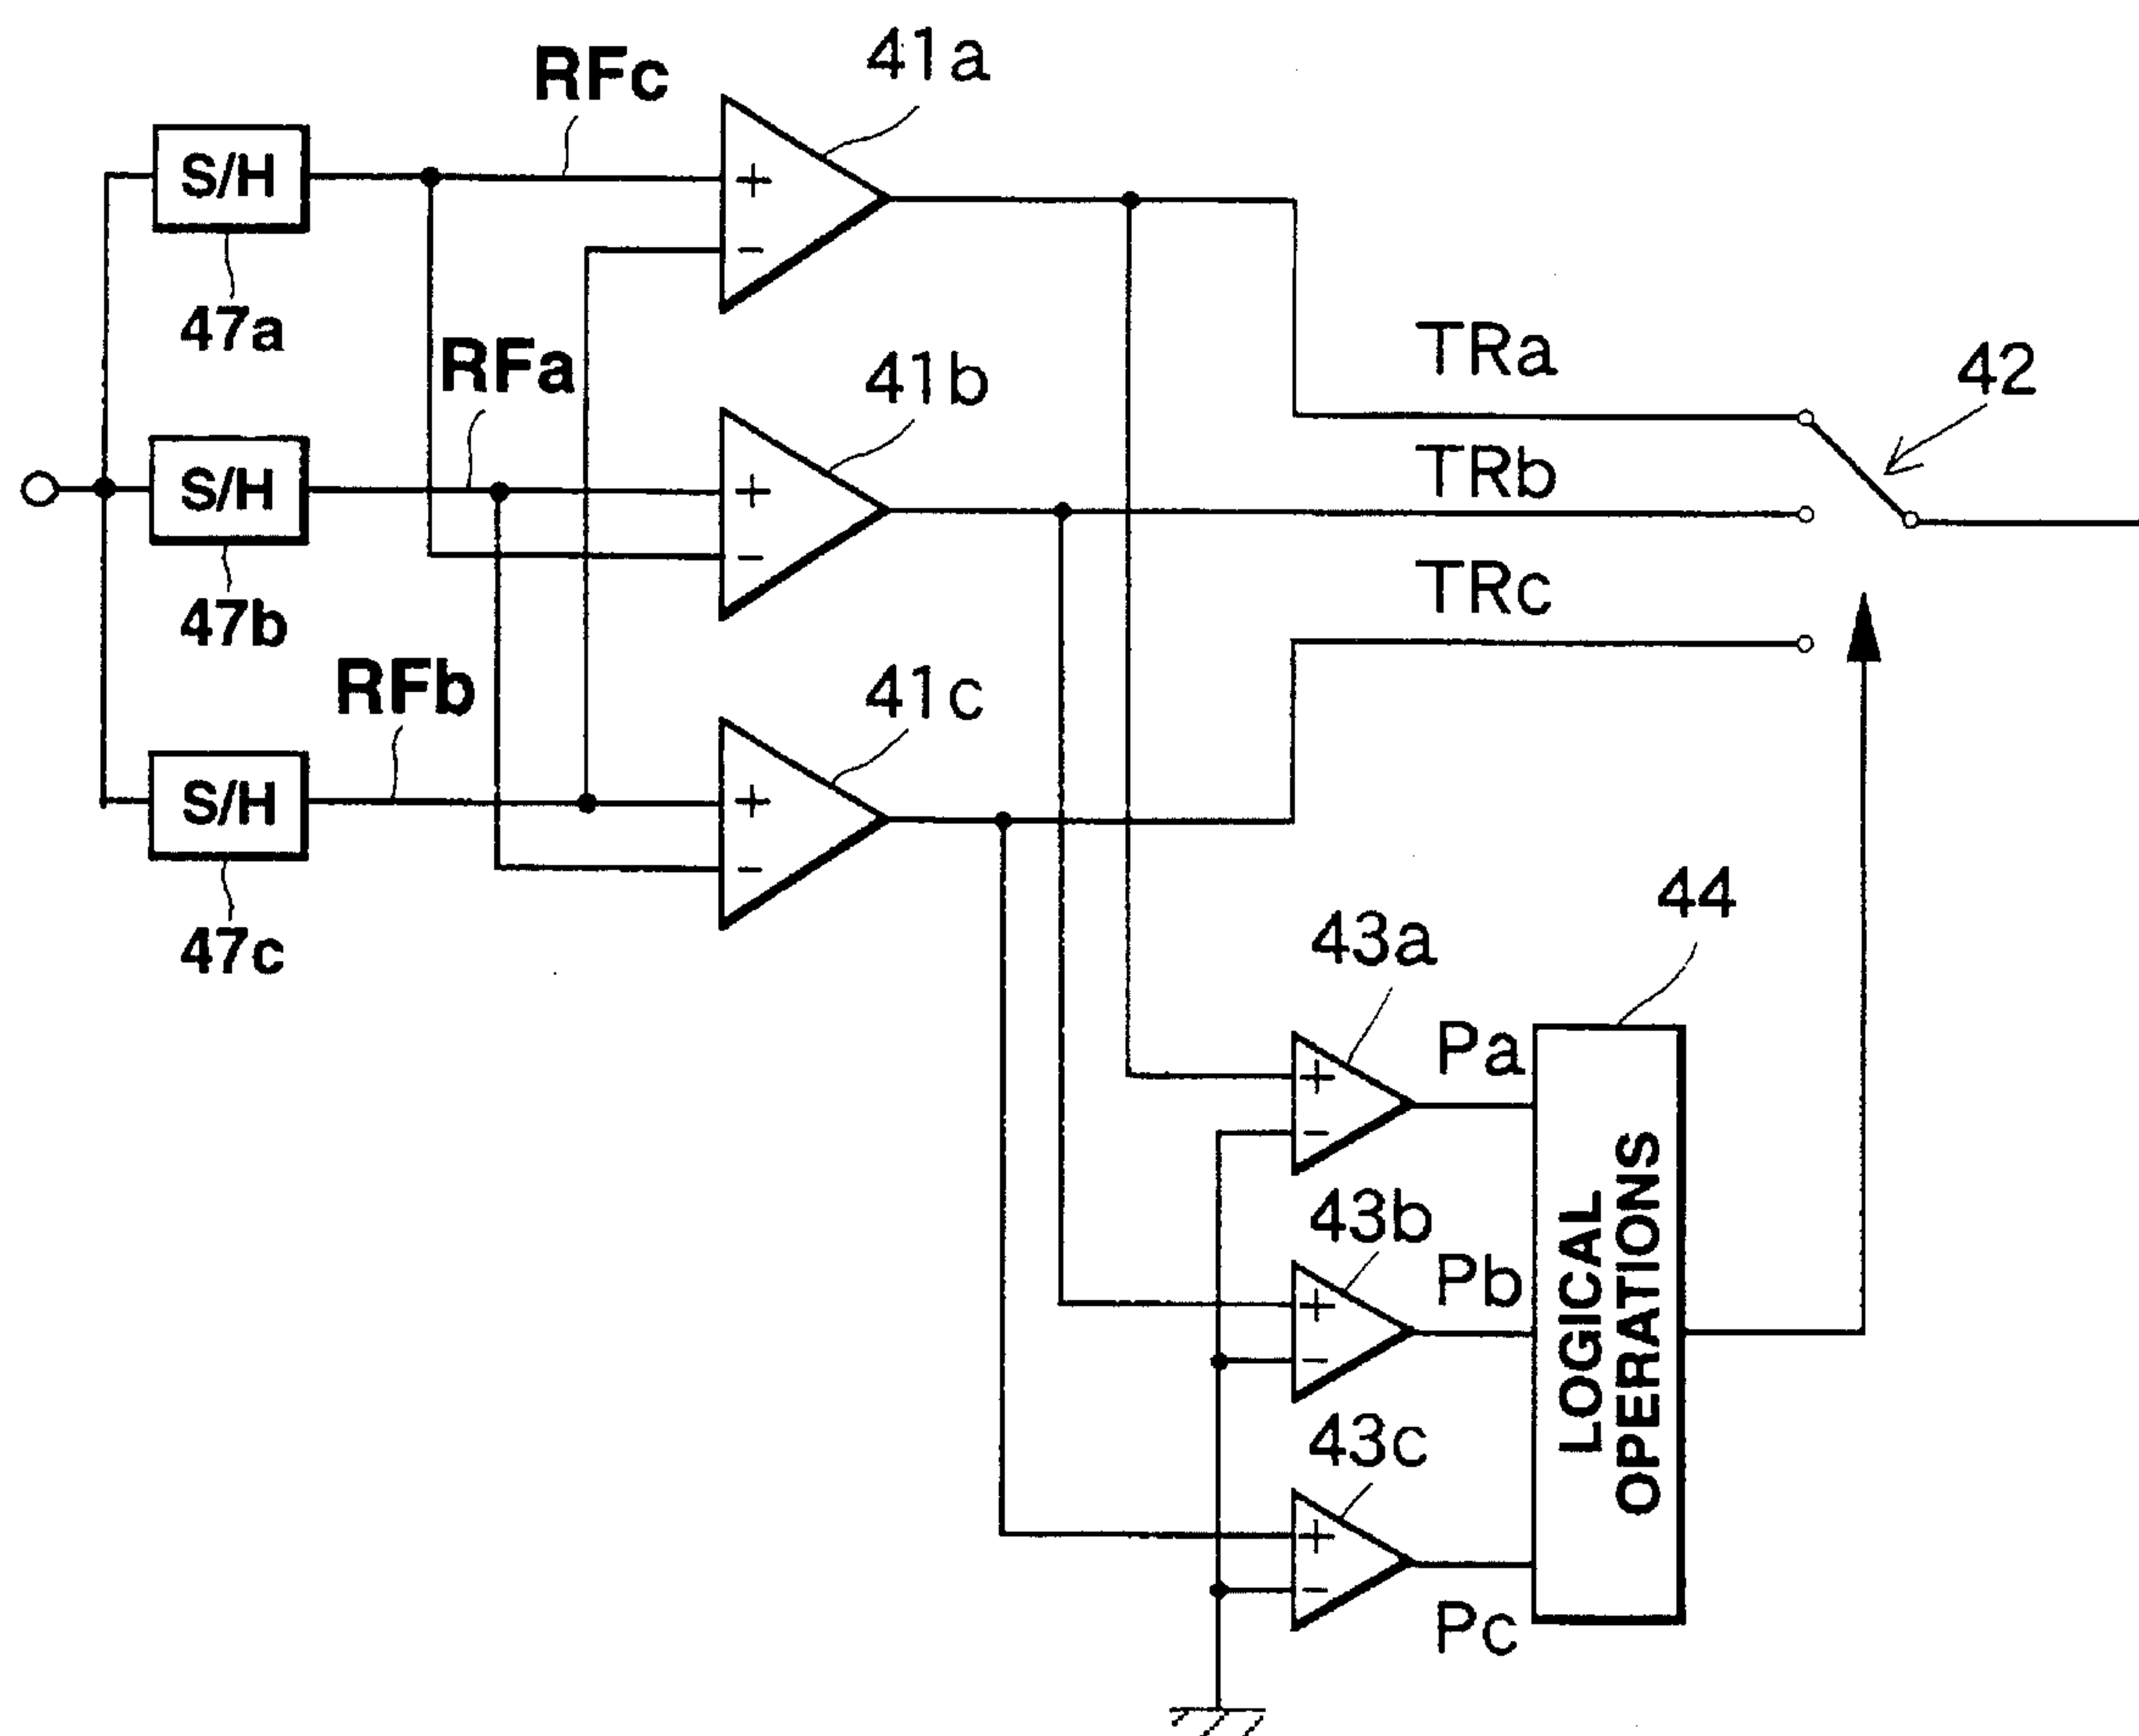 RFc
41a
S/H
+
−
47a
RFa
41b
S/H
+
−
47b
RFb
41c
S/H
+
−
47c
TRa
42
TRb
TRc
44
43a
Pa
+
−
43b
Pb
+
−
43c
Pc
+
−
LOGICAL
OPERATIONS